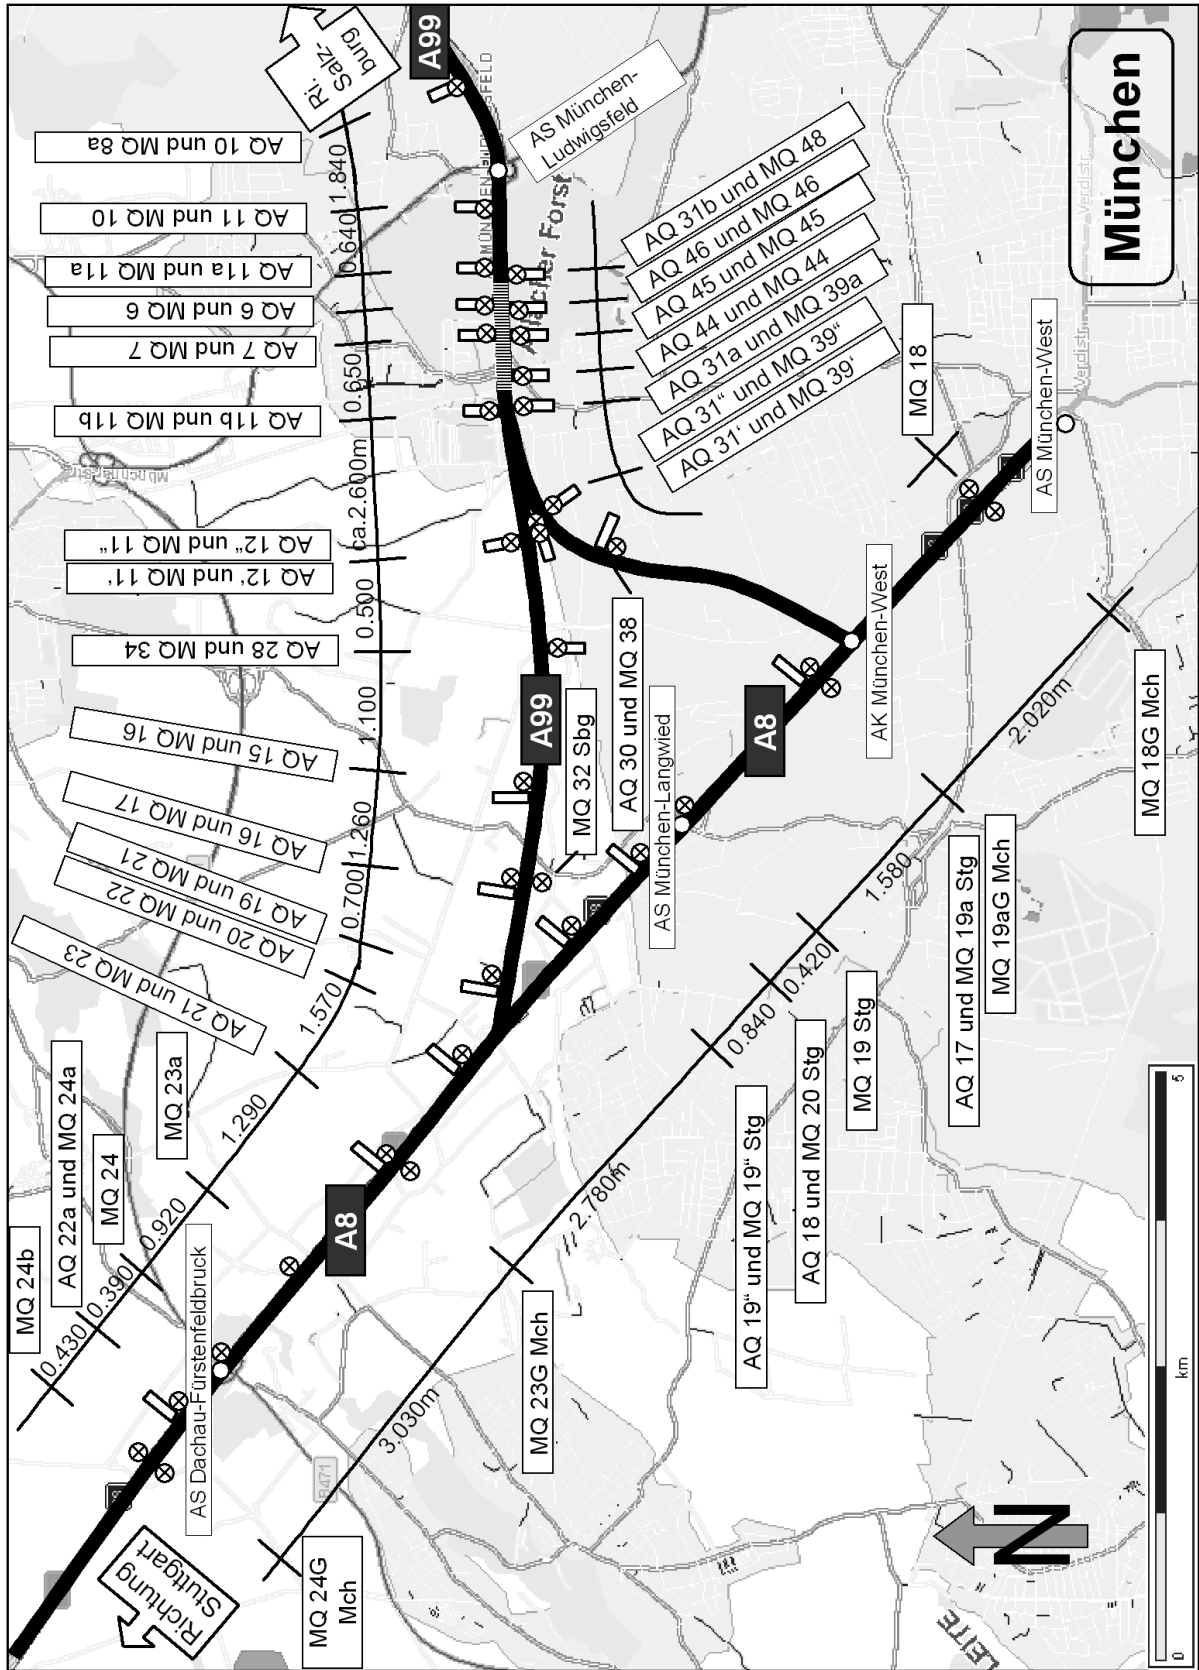 MQ 24b
AQ 22a und MQ 24a
MQ 24
MQ 23a
AQ 21 und MQ 23
AQ 20 und MQ 22
AQ 19 und MQ 21
AQ 16 und MQ 17
AQ 15 und MQ 16
AQ 28 und MQ 34
AQ 12' und MQ 11'
AQ 12" und MQ 11"
AQ 11b und MQ 11b
AQ 7 und MQ 7
AQ 6 und MQ 6
AQ 11a und MQ 11a
AQ 11 und MQ 10
AQ 10 und MQ 8a
Ri.
Salz-
burg
0.430
0.390
0.920
1.290
1.570
0.700
1.260
1.100
0.500
ca.2.600m
0.650
0.640
1.840
A99
AS München-
Ludwigsfeld
AQ 31b und MQ 48
AQ 46 und MQ 46
AQ 45 und MQ 45
AQ 44 und MQ 44
AQ 31a und MQ 39a
AQ 31" und MQ 39"
AQ 31' und MQ 39'
MQ 18
AS München-West
München
Verdistr.
Verdistr.
A99
MQ 32 Sbg
AQ 30 und MQ 38
AS München-Langwied
A8
AK München-West
A8
AS Dachau-Fürstenfeldbruck
Richtung
Stuttgart
B471
3.030m
2.780m
0.840
0.420
1.580
2.020m
MQ 24G
Mch
MQ 23G Mch
AQ 19" und MQ 19" Stg
AQ 18 und MQ 20 Stg
MQ 19 Stg
AQ 17 und MQ 19a Stg
MQ 19aG Mch
MQ 18G Mch
N
LEITE
0
km
5